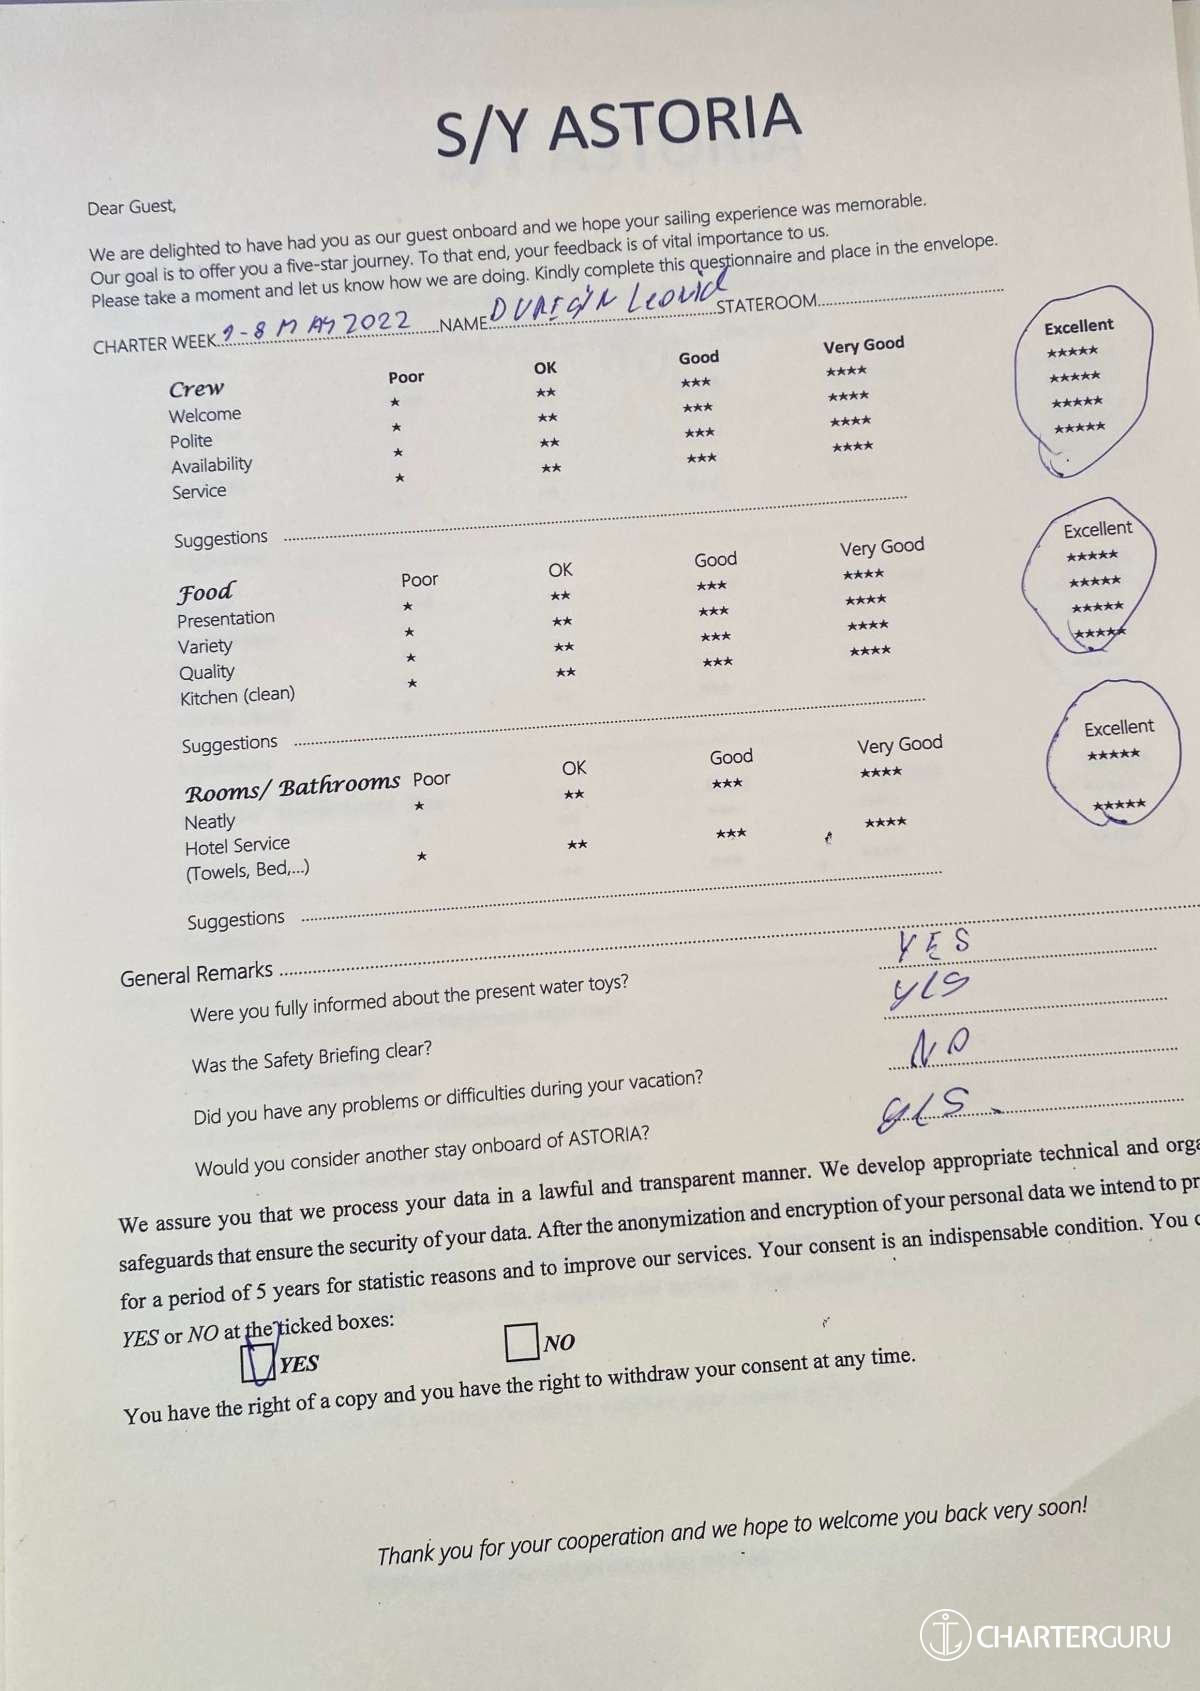 S/Y ASTORIA
Dear Guest,
We are delighted to have had you as our guest onboard and we hope your sailing experience was memorable.
Our goal is to offer you a five-star journey. To that end, your feedback is of vital importance to us.
Please take a moment and let us know how we are doing. Kindly complete this questionnaire and place in the envelope.
CHARTER WEEK - 8 MAY 2022 NAME Leonid STATEROOM
Crew Poor OK Good Very Good Excellent
Welcome ★ ★★ ★★★ ★★★★ ★★★★★
Polite ★ ★★ ★★★ ★★★★ ★★★★★
Availability ★ ★★ ★★★ ★★★★ ★★★★★
Service ★ ★★ ★★★ ★★★★ ★★★★★
Suggestions
Food Poor OK Good Very Good Excellent
Presentation ★ ★★ ★★★ ★★★★ ★★★★★
Variety ★ ★★ ★★★ ★★★★ ★★★★★
Quality ★ ★★ ★★★ ★★★★ ★★★★★
Kitchen (clean) ★ ★★ ★★★ ★★★★ ★★★★★
Suggestions
Rooms/ Bathrooms Poor OK Good Very Good Excellent
Neatly ★ ★★ ★★★ ★★★★ ★★★★★
Hotel Service
(Towels, Bed,...) ★ ★★ ★★★ ★★★★ ★★★★★
Suggestions
General Remarks
Were you fully informed about the present water toys? YES
Was the Safety Briefing clear? YES
Did you have any problems or difficulties during your vacation? NO
Would you consider another stay onboard of ASTORIA? YES
We assure you that we process your data in a lawful and transparent manner. We develop appropriate technical and orga
safeguards that ensure the security of your data. After the anonymization and encryption of your personal data we intend to pr
for a period of 5 years for statistic reasons and to improve our services. Your consent is an indispensable condition. You c
YES or NO at the ticked boxes:
YES NO
You have the right of a copy and you have the right to withdraw your consent at any time.
Thank you for your cooperation and we hope to welcome you back very soon!
CHARTERGURU